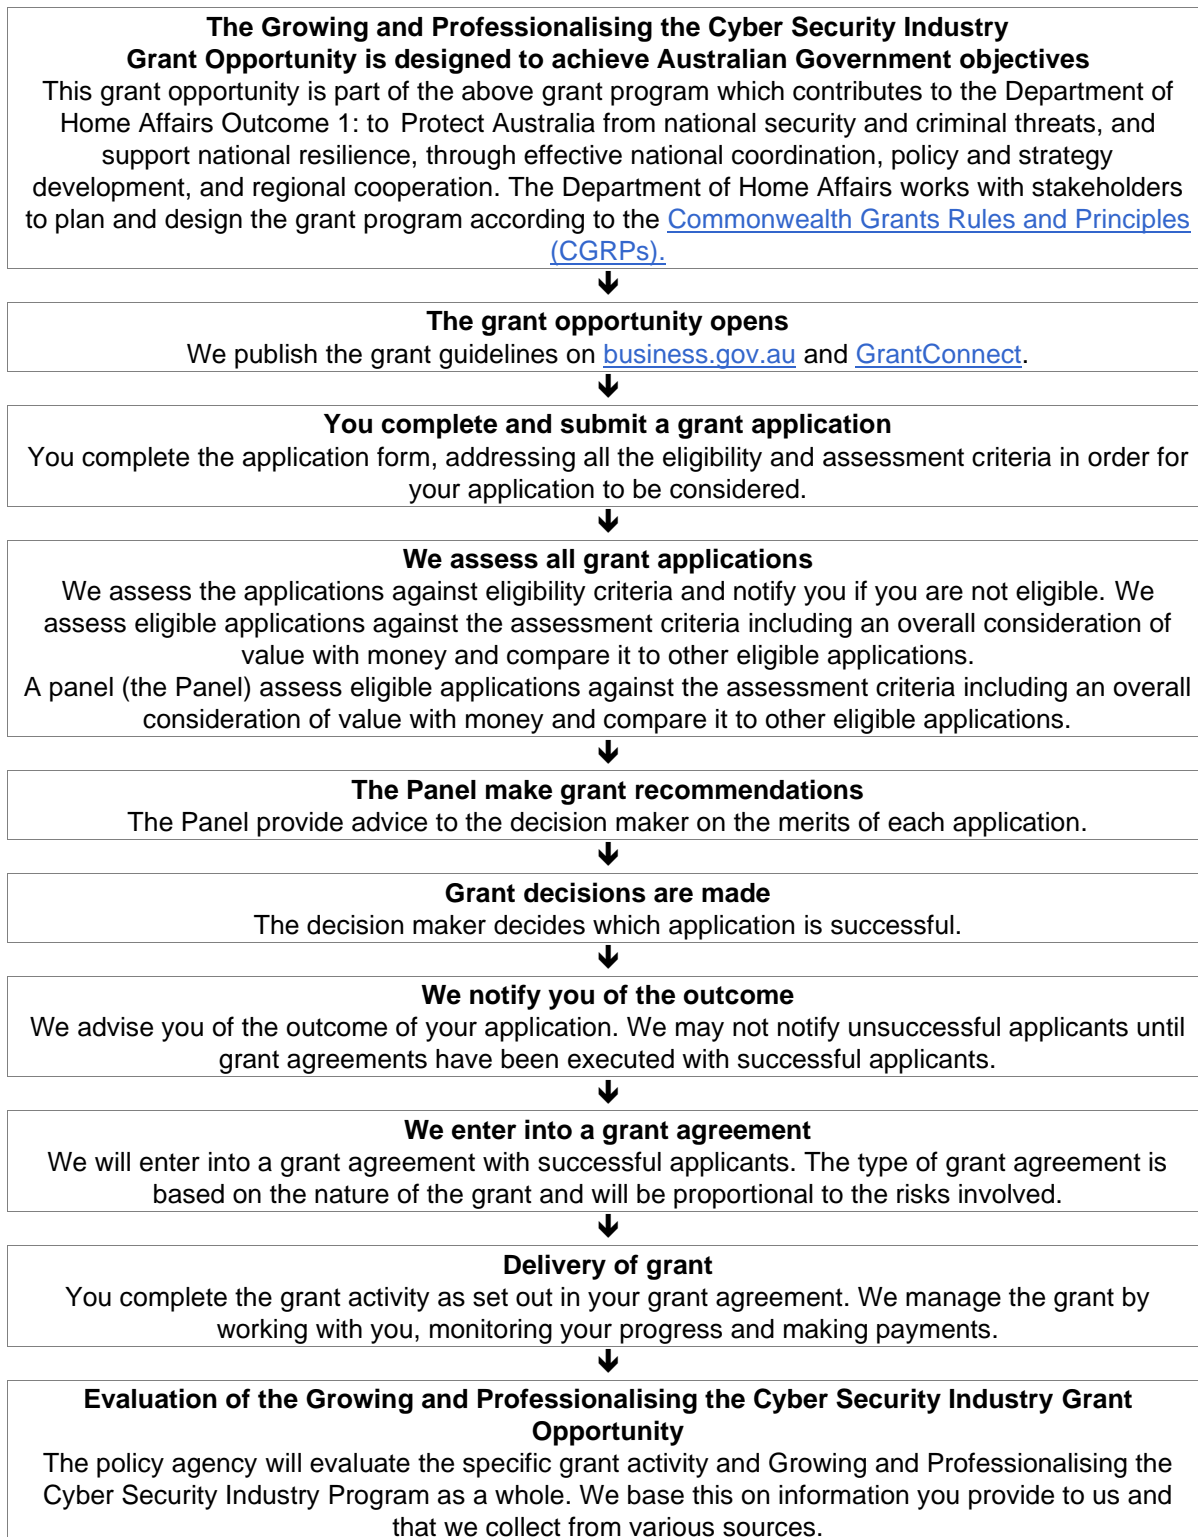 The Growing and Professionalising the Cyber Security Industry
Grant Opportunity is designed to achieve Australian Government objectives
This grant opportunity is part of the above grant program which contributes to the Department of
Home Affairs Outcome 1: to Protect Australia from national security and criminal threats, and
support national resilience, through effective national coordination, policy and strategy
development, and regional cooperation. The Department of Home Affairs works with stakeholders
to plan and design the grant program according to the Commonwealth Grants Rules and Principles
(CGRPs).
The grant opportunity opens
We publish the grant guidelines on business.gov.au and GrantConnect.
You complete and submit a grant application
You complete the application form, addressing all the eligibility and assessment criteria in order for
your application to be considered.
We assess all grant applications
We assess the applications against eligibility criteria and notify you if you are not eligible. We
assess eligible applications against the assessment criteria including an overall consideration of
value with money and compare it to other eligible applications.
A panel (the Panel) assess eligible applications against the assessment criteria including an overall
consideration of value with money and compare it to other eligible applications.
The Panel make grant recommendations
The Panel provide advice to the decision maker on the merits of each application.
Grant decisions are made
The decision maker decides which application is successful.
We notify you of the outcome
We advise you of the outcome of your application. We may not notify unsuccessful applicants until
grant agreements have been executed with successful applicants.
We enter into a grant agreement
We will enter into a grant agreement with successful applicants. The type of grant agreement is
based on the nature of the grant and will be proportional to the risks involved.
Delivery of grant
You complete the grant activity as set out in your grant agreement. We manage the grant by
working with you, monitoring your progress and making payments.
Evaluation of the Growing and Professionalising the Cyber Security Industry Grant
Opportunity
The policy agency will evaluate the specific grant activity and Growing and Professionalising the
Cyber Security Industry Program as a whole. We base this on information you provide to us and
that we collect from various sources.